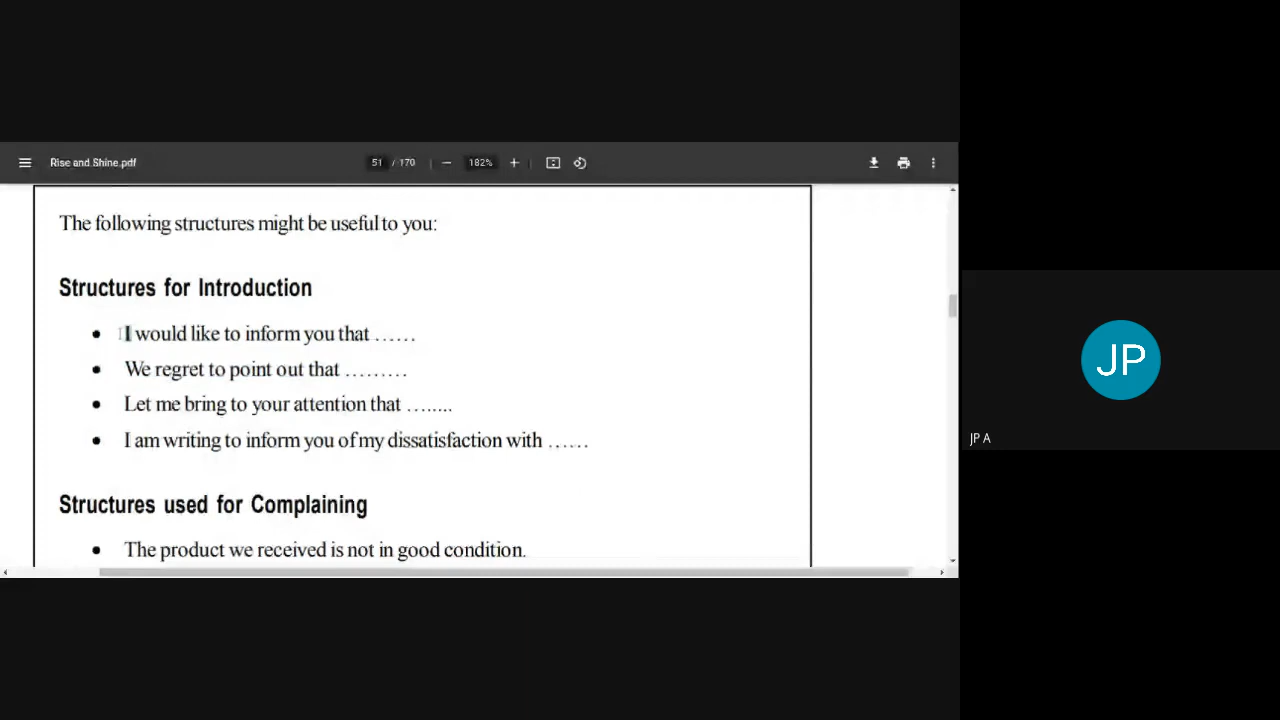 Rise and Shine.pdf
51 / 170
182%
The following structures might be useful to you:
Structures for Introduction
• I would like to inform you that ……
• We regret to point out that ………
• Let me bring to your attention that ….....
• I am writing to inform you of my dissatisfaction with ……
Structures used for Complaining
• The product we received is not in good condition.
JP
JP A